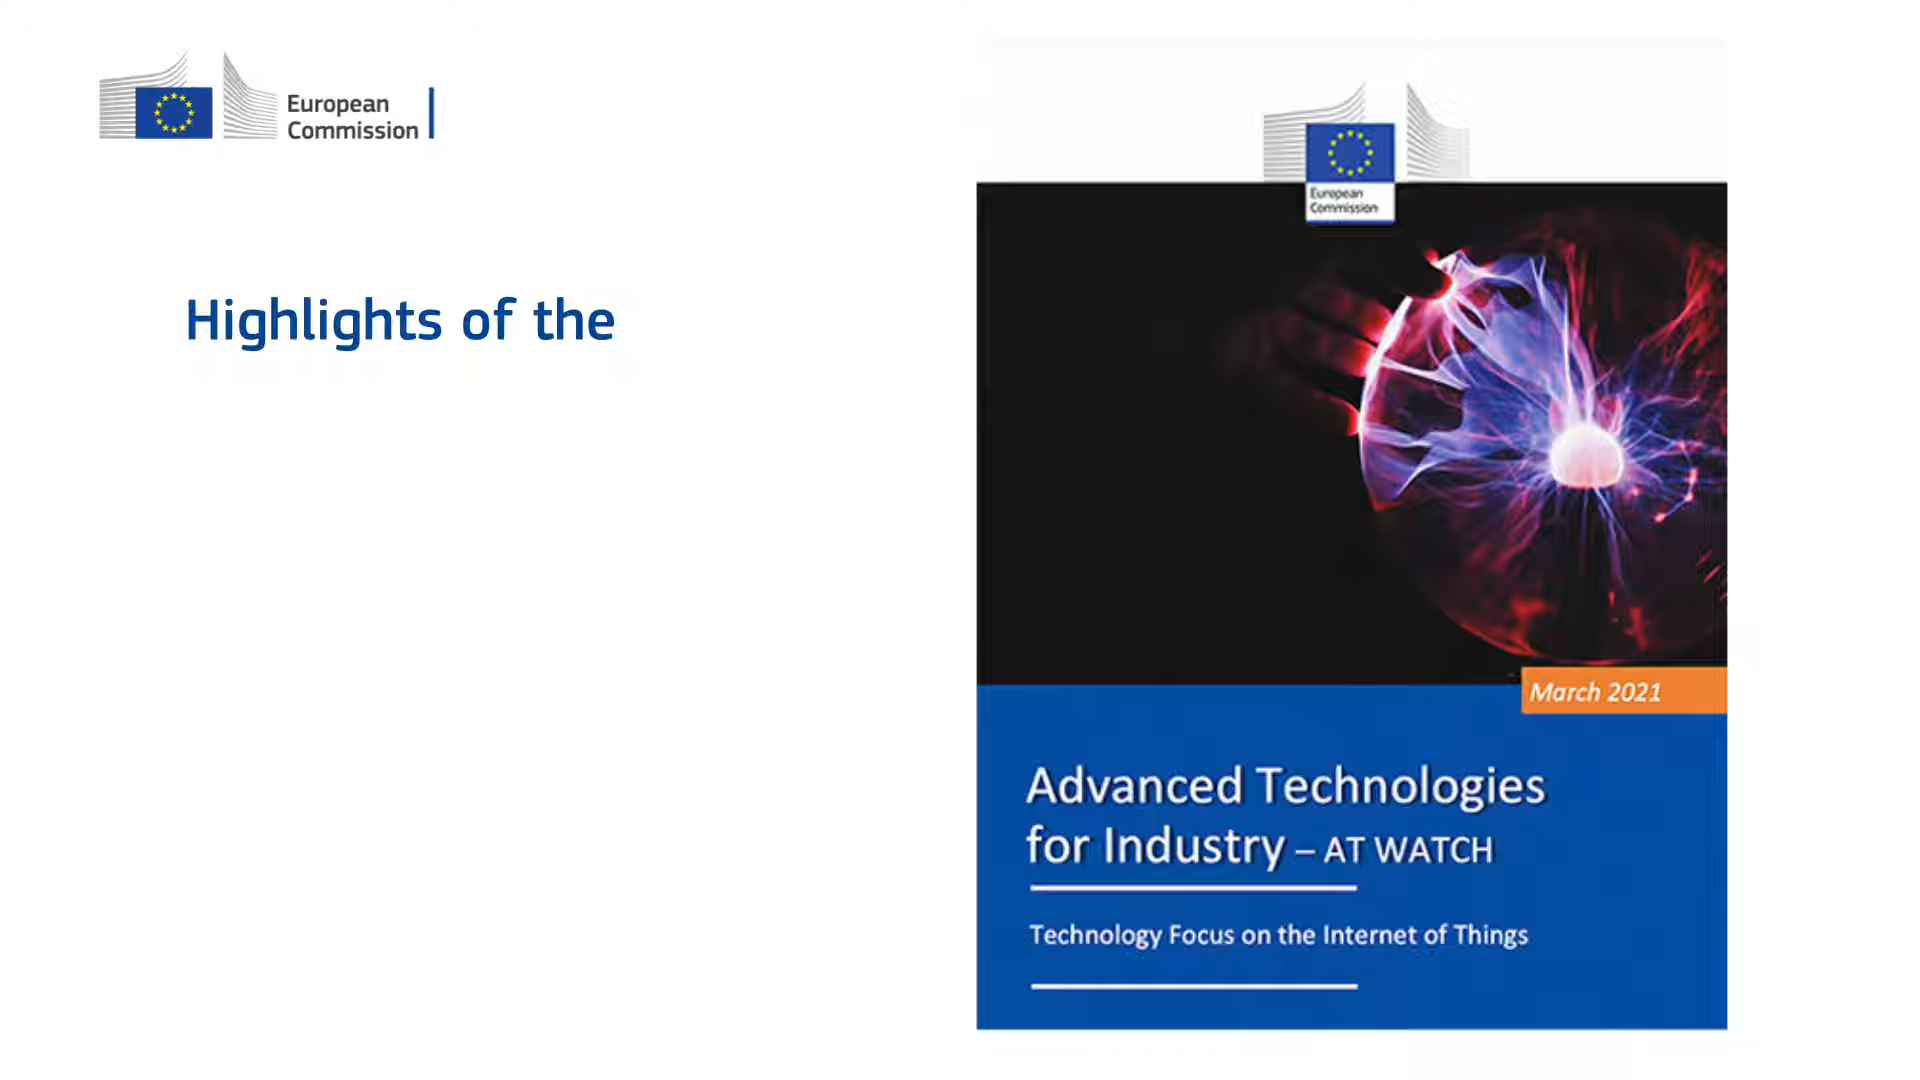 European
Commission
Highlights of the
European
Commission
March 2021
Advanced Technologies
for Industry – AT WATCH
Technology Focus on the Internet of Things